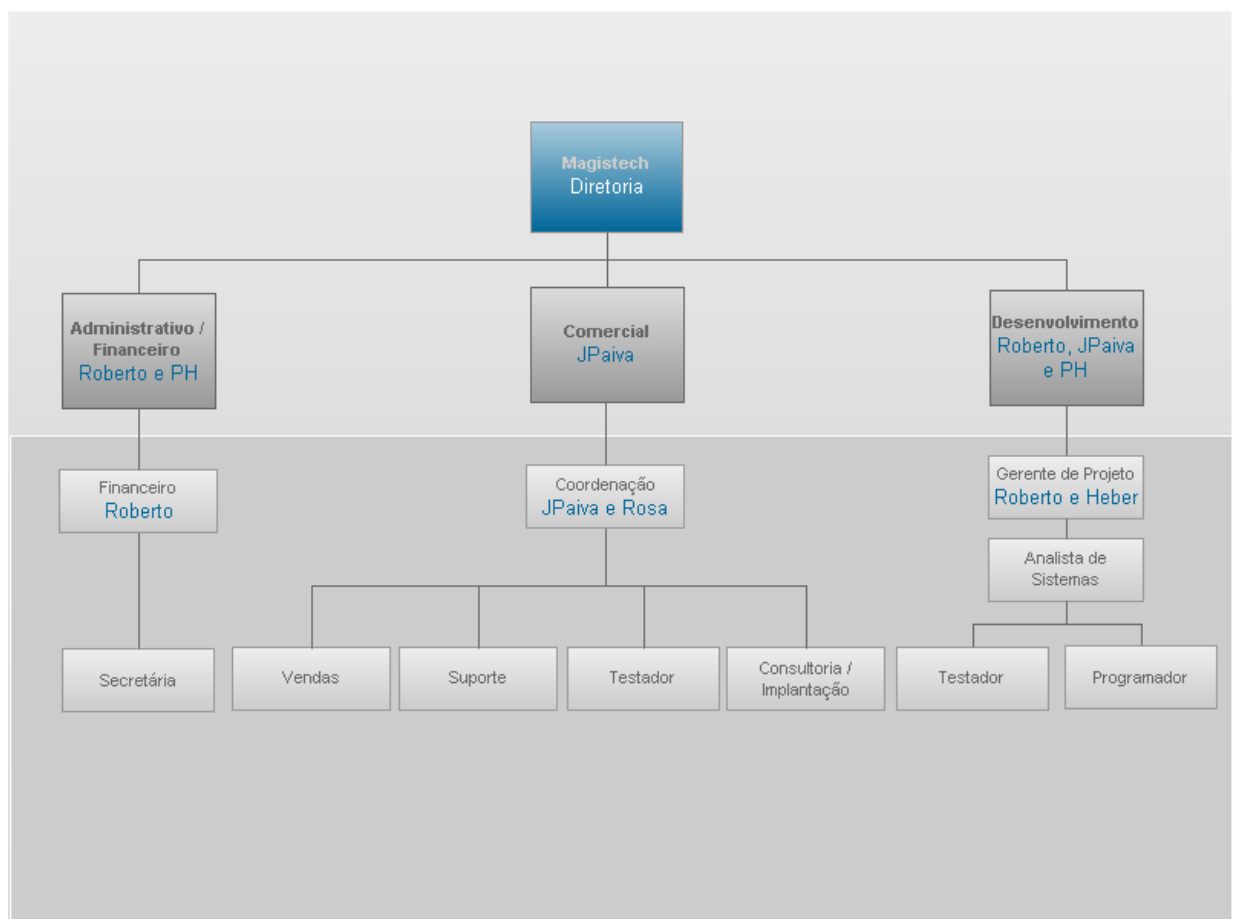 Magistech
Diretoria
Administrativo /
Financeiro
Roberto e PH
Comercial
JPaiva
Desenvolvimento
Roberto, JPaiva
e PH
Financeiro
Roberto
Coordenação
JPaiva e Rosa
Gerente de Projeto
Roberto e Heber
Analista de
Sistemas
Secretária
Vendas
Suporte
Testador
Consultoria /
Implantação
Testador
Programador